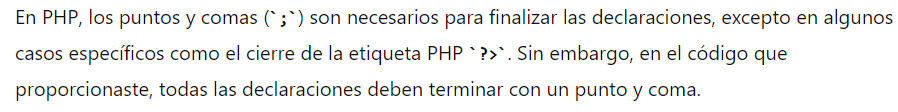 En PHP, los puntos y comas (`;`) son necesarios para finalizar las declaraciones, excepto en algunos
casos específicos como el cierre de la etiqueta PHP `?>`. Sin embargo, en el código que
proporcionaste, todas las declaraciones deben terminar con un punto y coma.